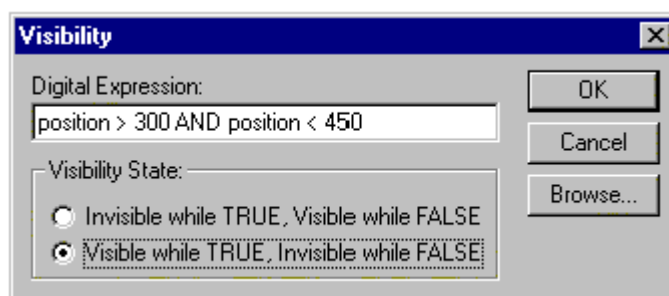 Visibility
Digital Expression:
position > 300 AND position < 450
OK
Cancel
Browse...
Visibility State:
Invisible while TRUE, Visible while FALSE
Visible while TRUE, Invisible while FALSE